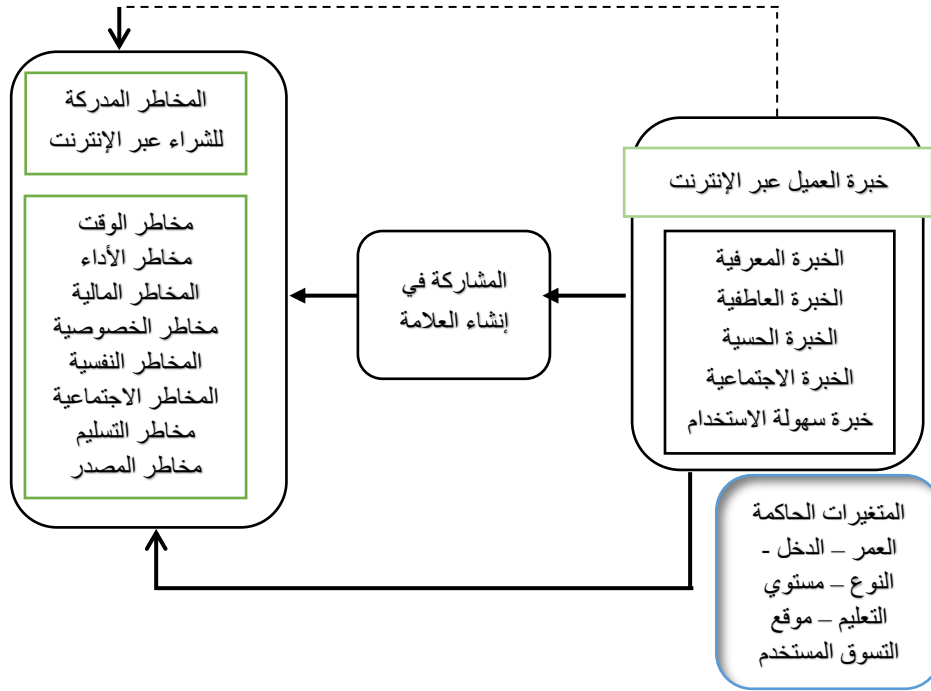 خبرة العميل عبر الإنترنت
الخبرة المعرفية
الخبرة العاطفية
الخبرة الحسية
الخبرة الاجتماعية
خبرة سهولة الاستخدام
المتغيرات الحاكمة
العمر – الدخل -
النوع – مستوي
التعليم – موقع
التسوق المستخدم
المشاركة في
إنشاء العلامة
المخاطر المدركة
للشراء عبر الإنترنت
مخاطر الوقت
مخاطر الأداء
المخاطر المالية
مخاطر الخصوصية
المخاطر النفسية
المخاطر الاجتماعية
مخاطر التسليم
مخاطر المصدر